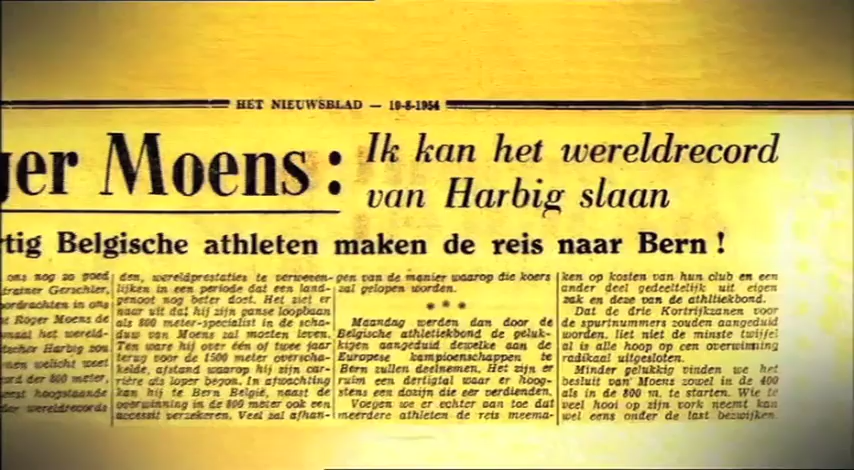 HET NIEUWSBLAD — 10-8-1954
ger Moens :
Ik kan het wereldrecord
van Harbig slaan
rtig Belgische athleten maken de reis naar Bern !
ons nog zo goed
trainer Gerschler,
oordrachten in ons
at Roger Moens de
het wereld-
Harbig zou
wellicht weet
der 800 meter,
hoogstaande
der wereldrecords
den, wereldprestaties te verwezen-
lijken in een periode dat een land-
genoot nog beter doet. Het ziet er
naar uit dat hij zijn ganse loopbaan
als 800 meter-specialist in de scha-
duw van Moens zal moeten leven.
Ten ware hij over één of twee jaar
terug voor de 1500 meter overscha-
kelde, afstand waarop hij zijn car-
rière als loper begon. In afwachting
kan hij te Bern België, naast de
overwinning in de 800 meter ook een
accessit verzekeren. Veel zal afhan-
gen van de manier waarop die koers
zal gelopen worden.
* * *
Maandag werden dan door de
Belgische athletiekbond de geluk-
kigen aangeduid dewelke aan de
Europese kampioenschappen te
Bern zullen deelnemen. Het zijn er
ruim een dertigtal waar er hoog-
stens een dozijn die eer verdienden.
Voegen we er echter aan toe dat
meerdere athleten de reis meema-
ken op kosten van hun club en een
ander deel gedeeltelijk uit eigen
zak en deze van de athltiekbond.
Dat de drie Kortrijkzanen voor
de spurtnummers zouden aangeduid
worden, liet niet de minste twijfel
al is alle hoop op een overwinning
radikaal uitgesloten.
Minder gelukkig vinden we het
besluit van Moens zowel in de 400
als in de 800 m. te starten. Wie te
veel hooi op zijn vork neemt kan
wel eens onder de last bezwijken.